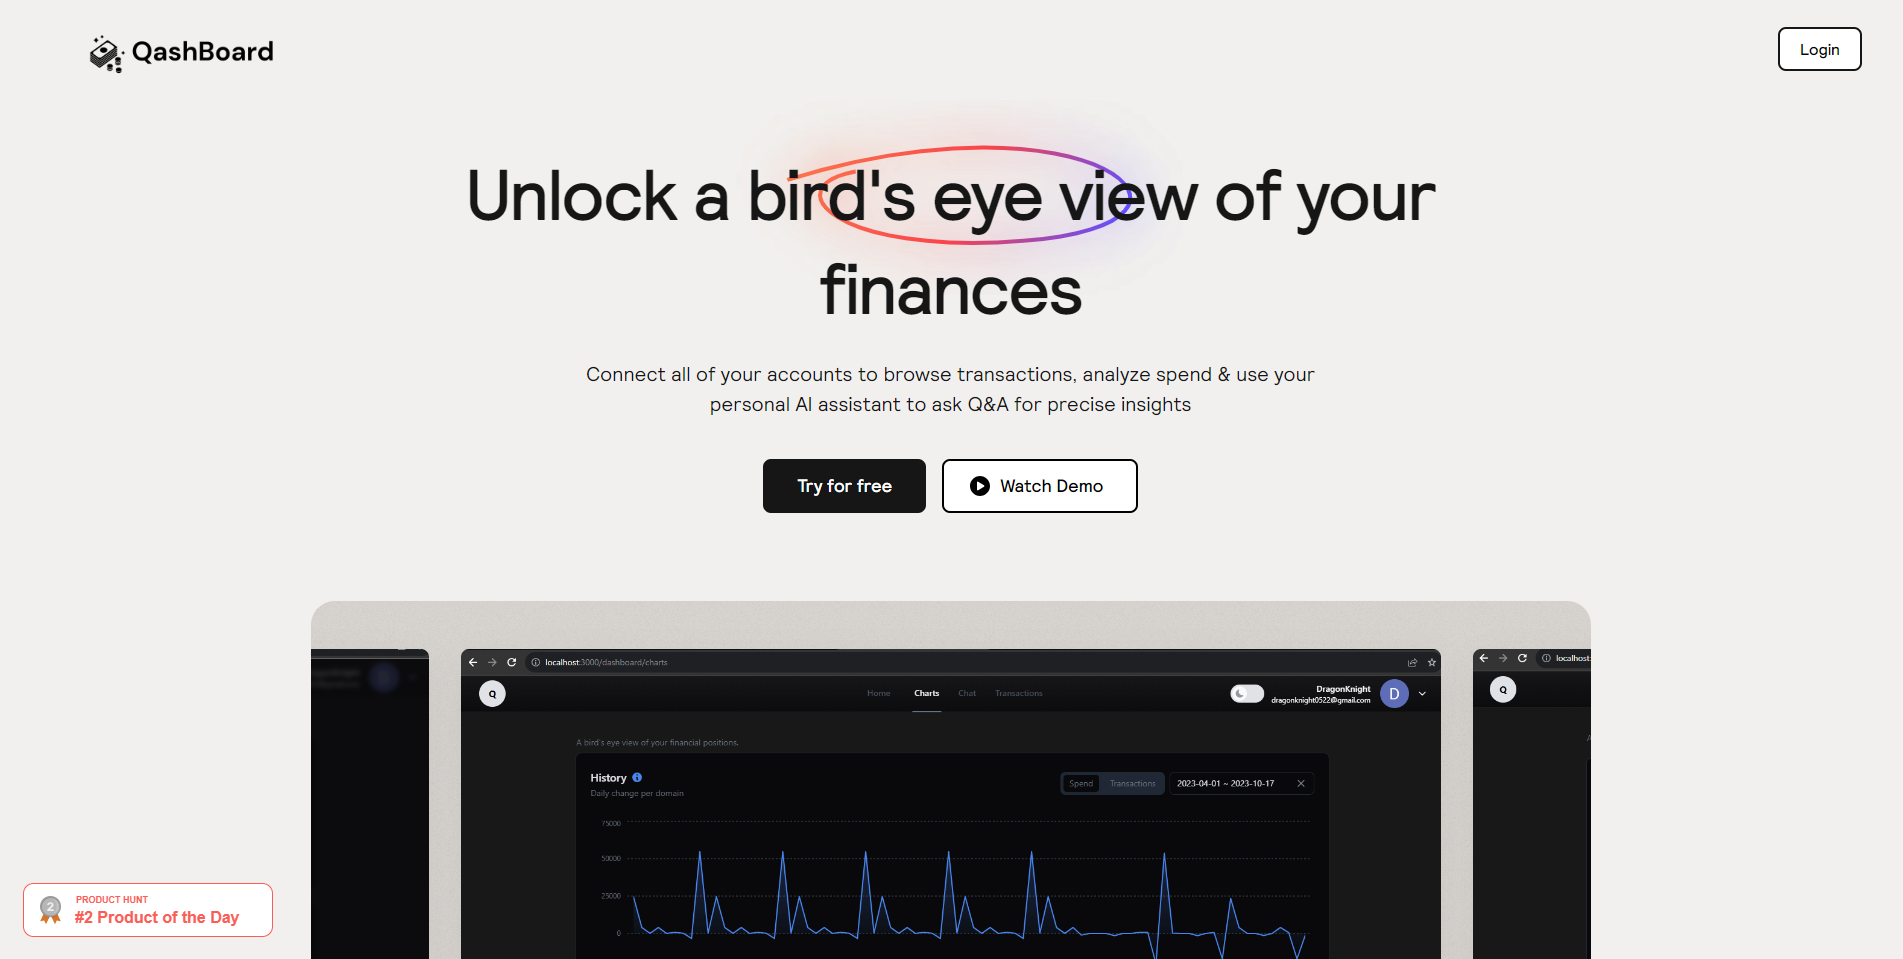 QashBoard
Login
Unlock a bird's eye view of your
finances
Connect all of your accounts to browse transactions, analyze spend & use your
personal AI assistant to ask Q&A for precise insights
Try for free
Watch Demo
localhost:3000/dashboard/charts
localhost:
Q
Home
Charts
Chat
Transactions
DragonKnight
dragonknight0522@gmail.com
D
Q
A bird's eye view of your financial positions.
History
Daily change per domain
Spend
Transactions
2023-04-01 ~ 2023-10-17
75000
50000
25000
0
2
PRODUCT HUNT
#2 Product of the Day